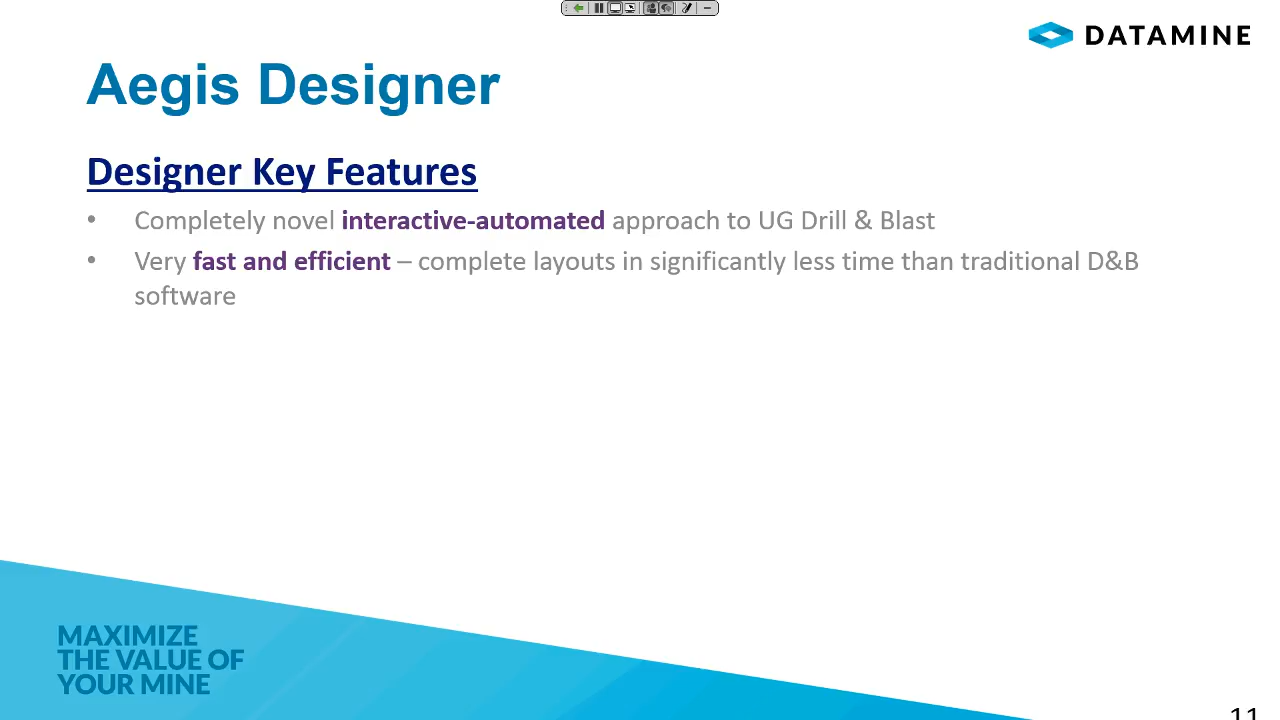 DATAMINE
Aegis Designer
Designer Key Features
• Completely novel interactive-automated approach to UG Drill & Blast
• Very fast and efficient – complete layouts in significantly less time than traditional D&B
software
MAXIMIZE
THE VALUE OF
YOUR MINE
11